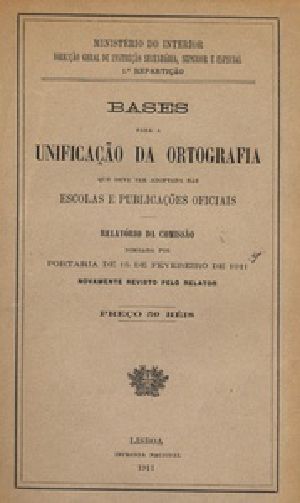 MINISTÉRIO DO INTERIOR
DIRECÇÃO GERAL DE INSTRUÇÃO SECUNDÁRIA, SUPERIOR E ESPECIAL
1.ª REPARTIÇÃO
BASES
PARA A
UNIFICAÇÃO DA ORTOGRAFIA
QUE DEVE SER ADOPTADA NAS
ESCOLAS E PUBLICAÇÕES OFICIAIS
RELATÓRIO DA COMISSÃO
NOMEADA POR
PORTARIA DE 15 DE FEVEREIRO DE 1911
NOVAMENTE REVISTO PELO RELATOR
PREÇO 50 RÉIS
LISBOA
IMPRENSA NACIONAL
1911